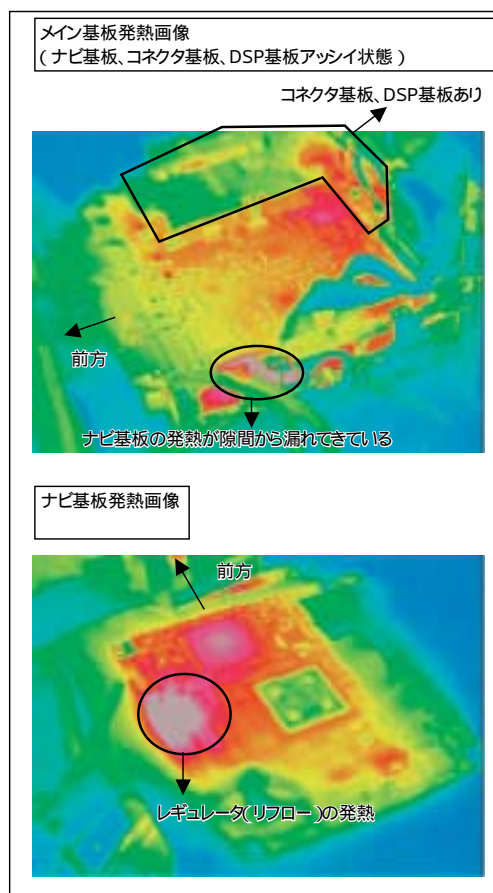 メイン基板発熱画像
( ナビ基板、コネクタ基板、DSP基板アッシイ状態 )
コネクタ基板、DSP基板あり
前方
ナビ基板の発熱が隙間から漏れてきている
ナビ基板発熱画像
前方
レギュレータ(リフロー)の発熱